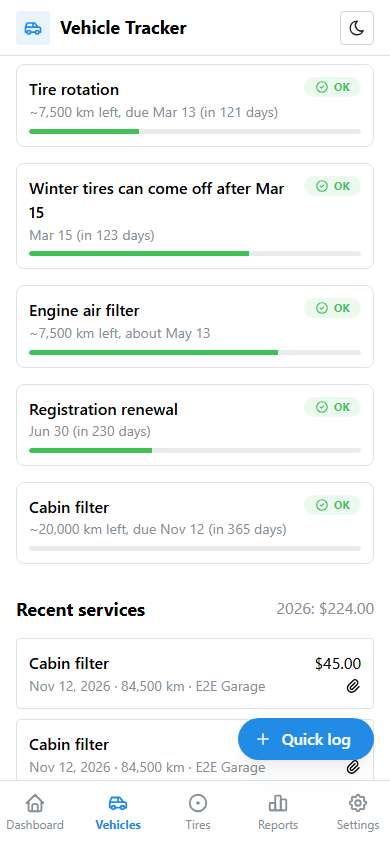 Vehicle Tracker
Tire rotation
OK
~7,500 km left, due Mar 13 (in 121 days)
Winter tires can come off after Mar
15
OK
Mar 15 (in 123 days)
Engine air filter
OK
~7,500 km left, about May 13
Registration renewal
OK
Jun 30 (in 230 days)
Cabin filter
OK
~20,000 km left, due Nov 12 (in 365 days)
Recent services
2026: $224.00
Cabin filter
$45.00
Nov 12, 2026 · 84,500 km · E2E Garage
Cabin filter
Nov 12, 2026 · 84,500 km · E2E Garage
+ Quick log
Dashboard
Vehicles
Tires
Reports
Settings